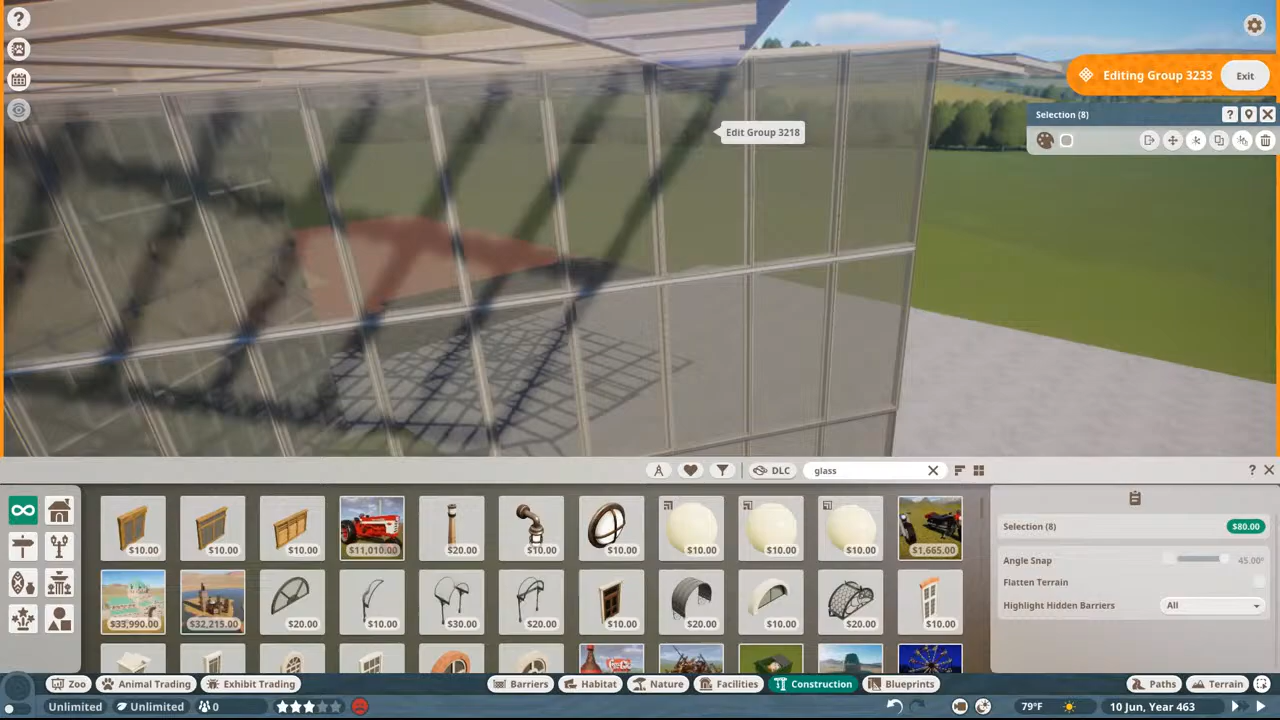 Editing Group 3233
Exit
Selection (8)
?
Edit Group 3218
DLC
glass
?
$10.00 $10.00 $10.00 $11,010.00 $20.00 $10.00 $10.00 $10.00 $10.00 $10.00 $1,665.00
$33,990.00 $32,215.00 $20.00 $10.00 $30.00 $20.00 $10.00 $20.00 $10.00 $20.00 $10.00
Selection (8) $80.00
Angle Snap 45.00°
Flatten Terrain
Highlight Hidden Barriers All
Zoo Animal Trading Exhibit Trading Barriers Habitat Nature Facilities Construction Blueprints Paths Terrain
Unlimited Unlimited 0 79°F 10 Jun, Year 463